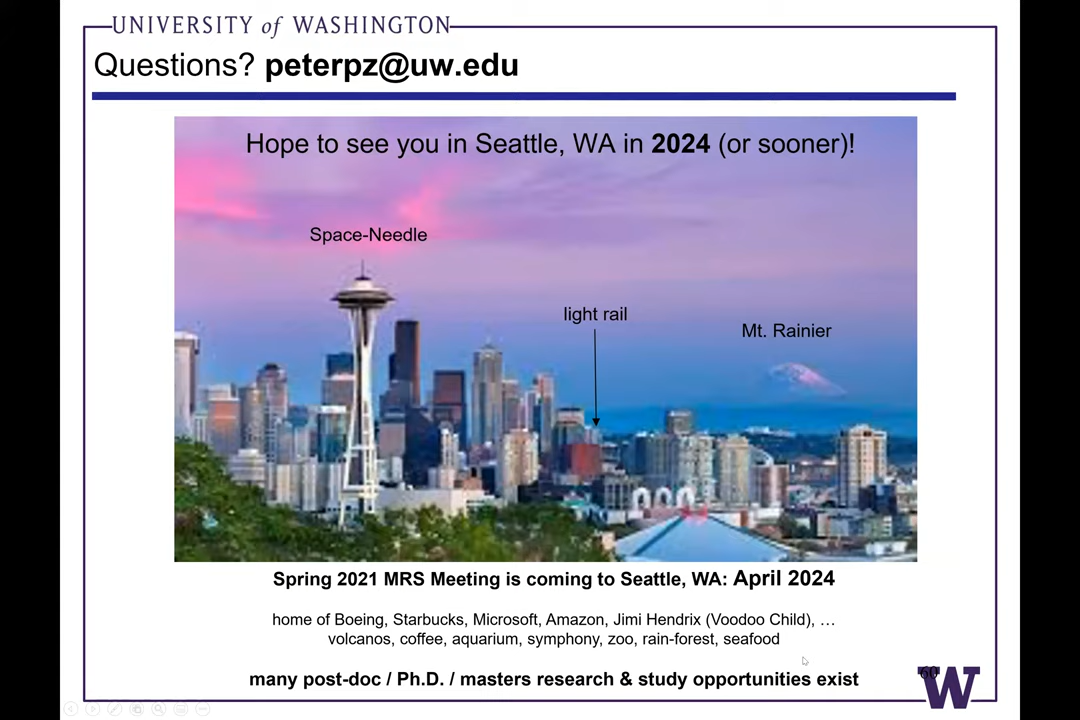 UNIVERSITY of WASHINGTON
Questions? peterpz@uw.edu
Hope to see you in Seattle, WA in 2024 (or sooner)!
Space-Needle
light rail
Mt. Rainier
Spring 2021 MRS Meeting is coming to Seattle, WA: April 2024
home of Boeing, Starbucks, Microsoft, Amazon, Jimi Hendrix (Voodoo Child), …
volcanos, coffee, aquarium, symphony, zoo, rain-forest, seafood
many post-doc / Ph.D. / masters research & study opportunities exist
60
W